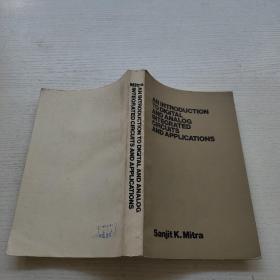 Mitra
AN INTRODUCTION TO DIGITAL AND ANALOG
INTEGRATED CIRCUITS AND APPLICATIONS
AN INTRODUCTION
TO DIGITAL
AND ANALOG
INTEGRATED
CIRCUITS
AND APPLICATIONS
Sanjit K. Mitra